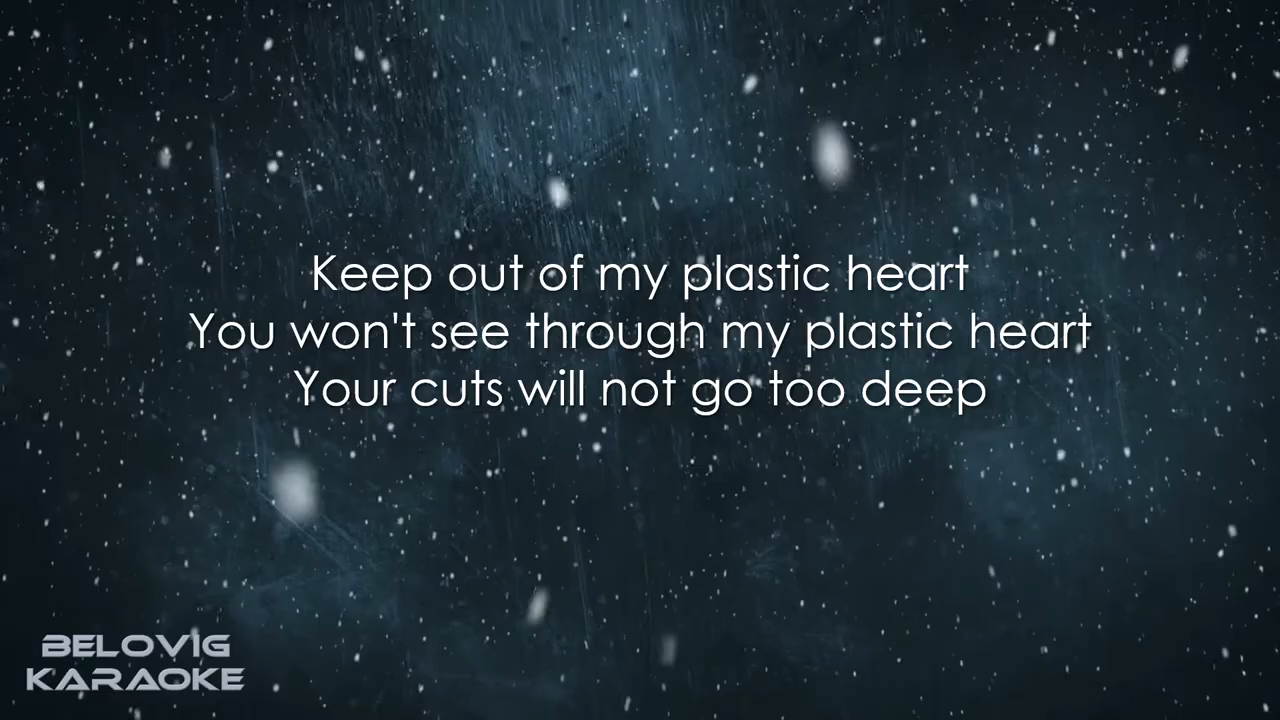 Keep out of my plastic heart
You won't see through my plastic heart
Your cuts will not go too deep
BELOVIG
KARAOKE